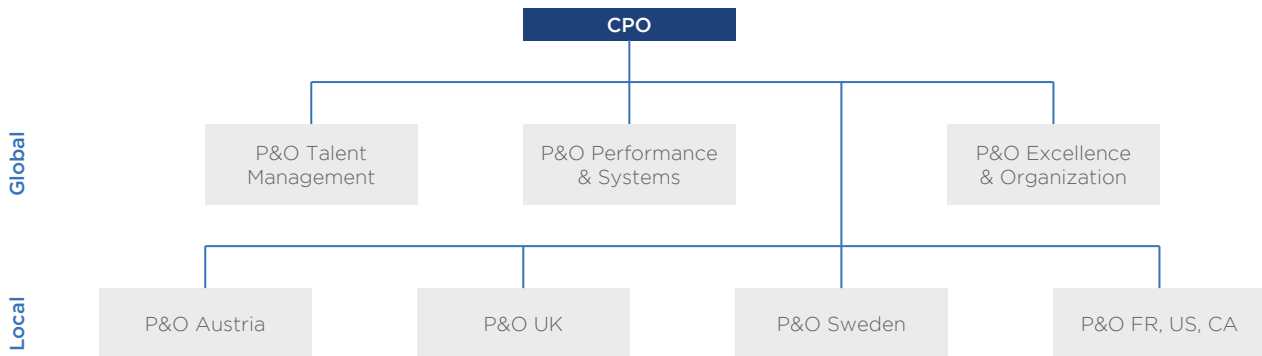 CPO
Global
P&O Talent
Management
P&O Performance
& Systems
P&O Excellence
& Organization
Local
P&O Austria
P&O UK
P&O Sweden
P&O FR, US, CA